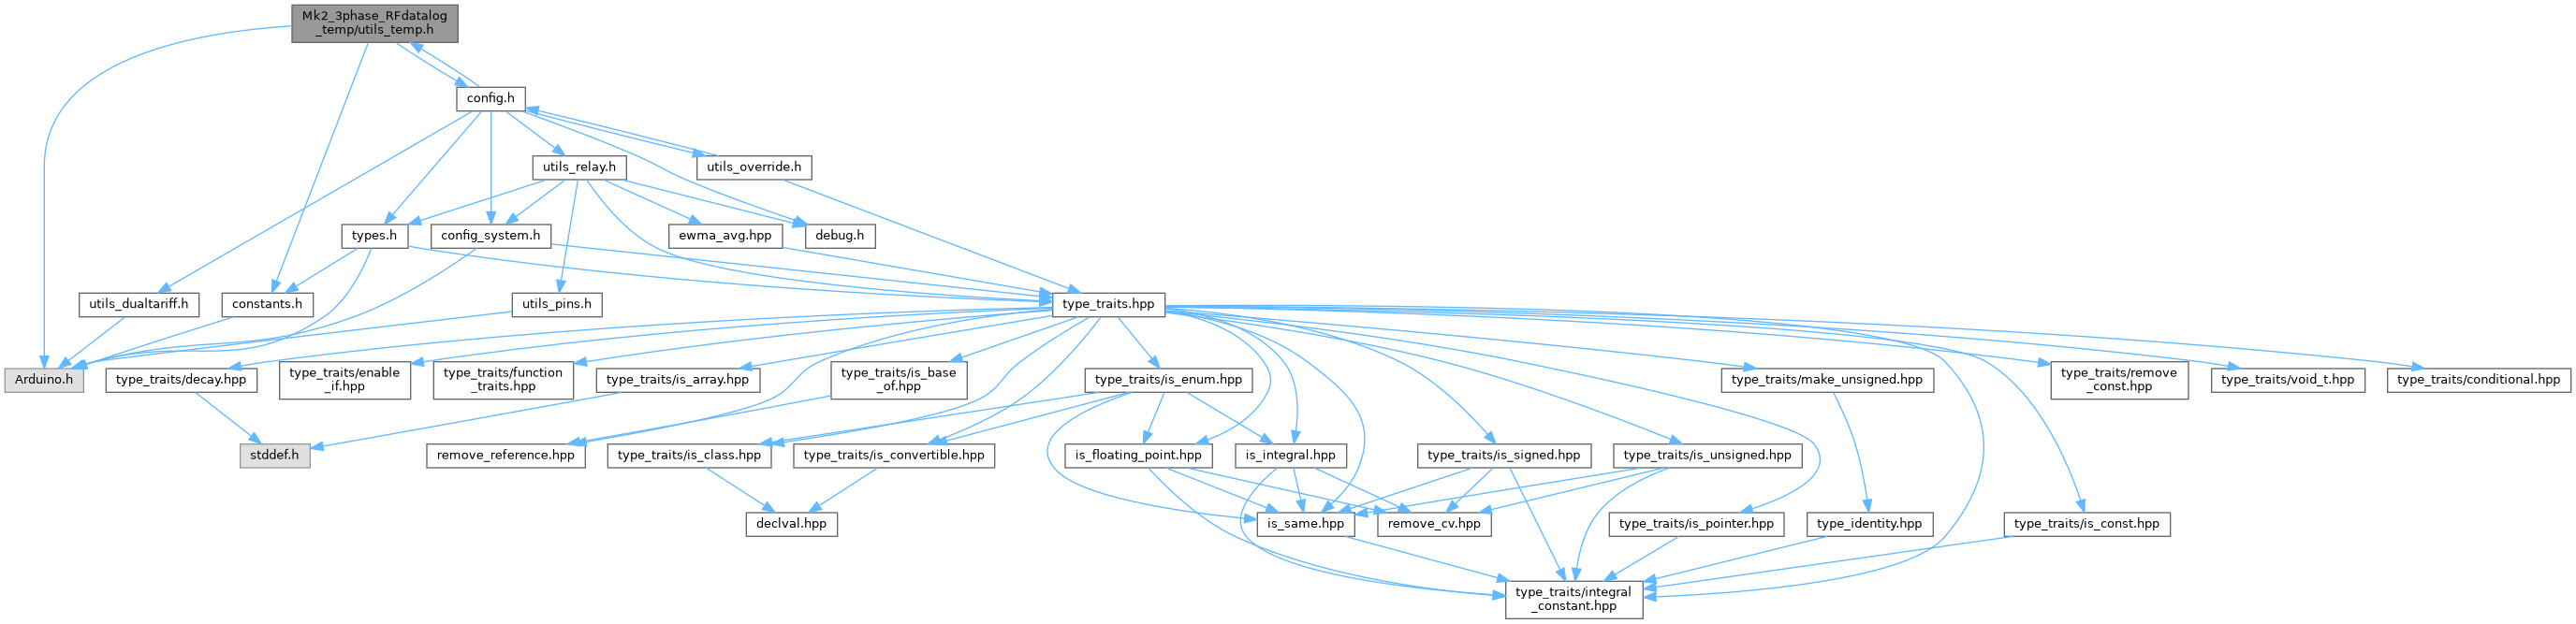 Mk2_3phase_RFdatalog
_temp/utils_temp.h
config.h
utils_relay.h
utils_override.h
types.h
config_system.h
ewma_avg.hpp
debug.h
utils_dualtariff.h
constants.h
utils_pins.h
type_traits.hpp
Arduino.h
type_traits/decay.hpp
type_traits/enable
_if.hpp
type_traits/function
_traits.hpp
type_traits/is_array.hpp
type_traits/is_base
_of.hpp
type_traits/is_enum.hpp
type_traits/make_unsigned.hpp
type_traits/remove
_const.hpp
type_traits/void_t.hpp
type_traits/conditional.hpp
stddef.h
remove_reference.hpp
type_traits/is_class.hpp
type_traits/is_convertible.hpp
is_floating_point.hpp
is_integral.hpp
type_traits/is_signed.hpp
type_traits/is_unsigned.hpp
declval.hpp
is_same.hpp
remove_cv.hpp
type_traits/is_pointer.hpp
type_identity.hpp
type_traits/is_const.hpp
type_traits/integral
_constant.hpp